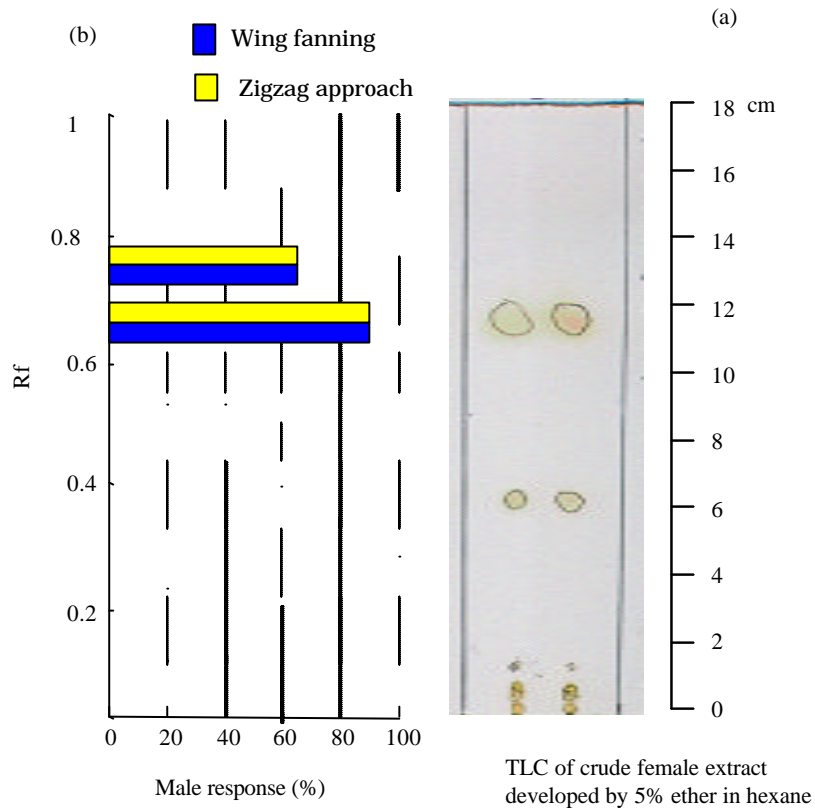 (b)
Wing fanning
Zigzag approach
(a)
1
0.8
0.6
0.4
0.2
Rf
0
20
40
60
80
100
Male response (%)
18 cm
16
14
12
10
8
6
4
2
0
TLC of crude female extract
developed by 5% ether in hexane